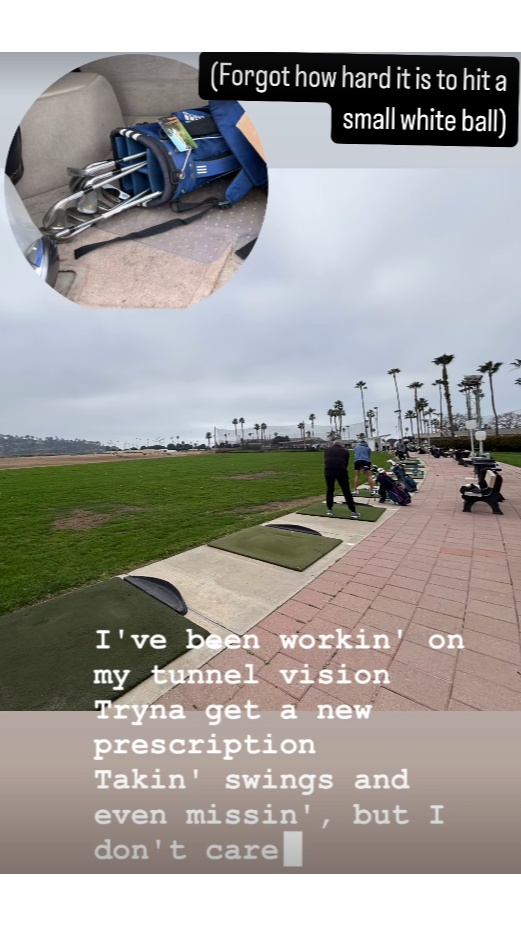 (Forgot how hard it is to hit a
small white ball)
I've been workin' on
my tunnel vision
Tryna get a new
prescription
Takin' swings and
even missin', but I
don't care